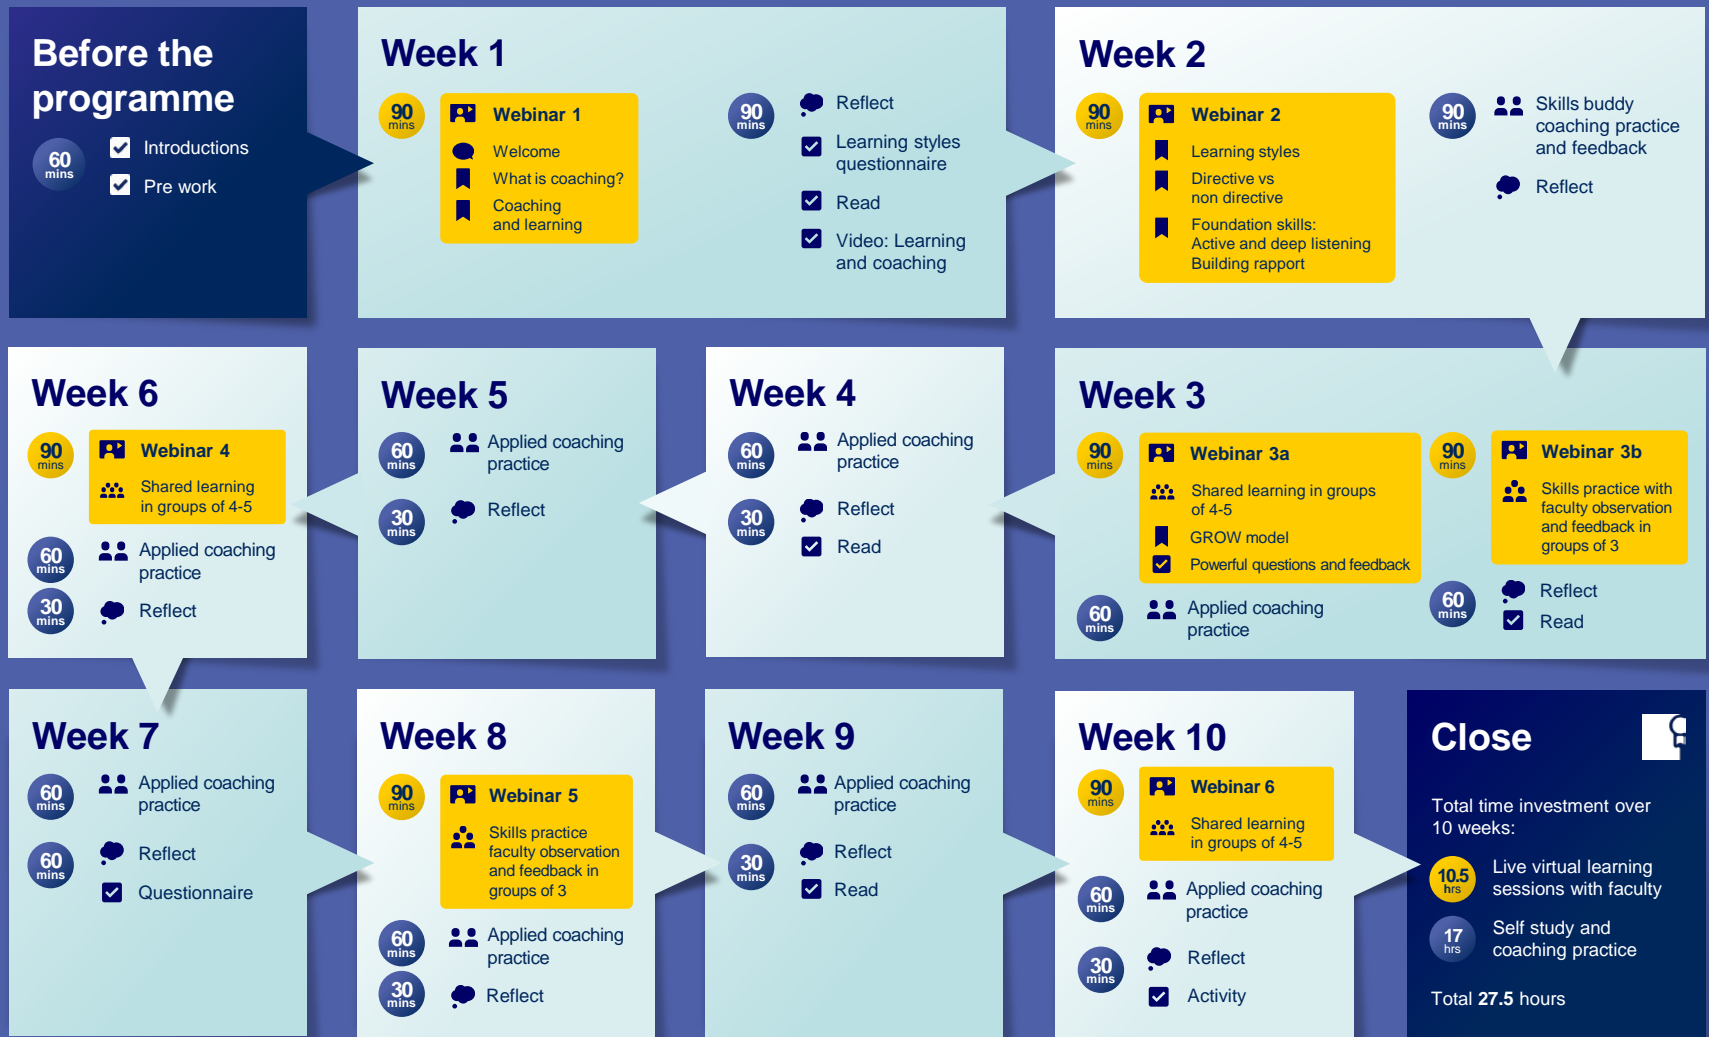 Before the
programme
60
mins
Introductions
Pre work
Week 1
90
mins
Webinar 1
Welcome
What is coaching?
Coaching
and learning
90
mins
Reflect
Learning styles
questionnaire
Read
Video: Learning
and coaching
Week 2
90
mins
Webinar 2
Learning styles
Directive vs
non directive
Foundation skills:
Active and deep listening
Building rapport
90
mins
Skills buddy
coaching practice
and feedback
Reflect
Week 3
90
mins
Webinar 3a
Shared learning in groups
of 4-5
GROW model
Powerful questions and feedback
60
mins
Applied coaching
practice
90
mins
Webinar 3b
Skills practice with
faculty observation
and feedback in
groups of 3
60
mins
Reflect
Read
Week 4
60
mins
Applied coaching
practice
30
mins
Reflect
Read
Week 5
60
mins
Applied coaching
practice
30
mins
Reflect
Week 6
90
mins
Webinar 4
Shared learning
in groups of 4-5
60
mins
Applied coaching
practice
30
mins
Reflect
Week 7
60
mins
Applied coaching
practice
60
mins
Reflect
Questionnaire
Week 8
90
mins
Webinar 5
Skills practice
faculty observation
and feedback in
groups of 3
60
mins
Applied coaching
practice
30
mins
Reflect
Week 9
60
mins
Applied coaching
practice
30
mins
Reflect
Read
Week 10
90
mins
Webinar 6
Shared learning
in groups of 4-5
60
mins
Applied coaching
practice
30
mins
Reflect
Activity
Close
Total time investment over
10 weeks:
10.5
hrs
Live virtual learning
sessions with faculty
17
hrs
Self study and
coaching practice
Total 27.5 hours